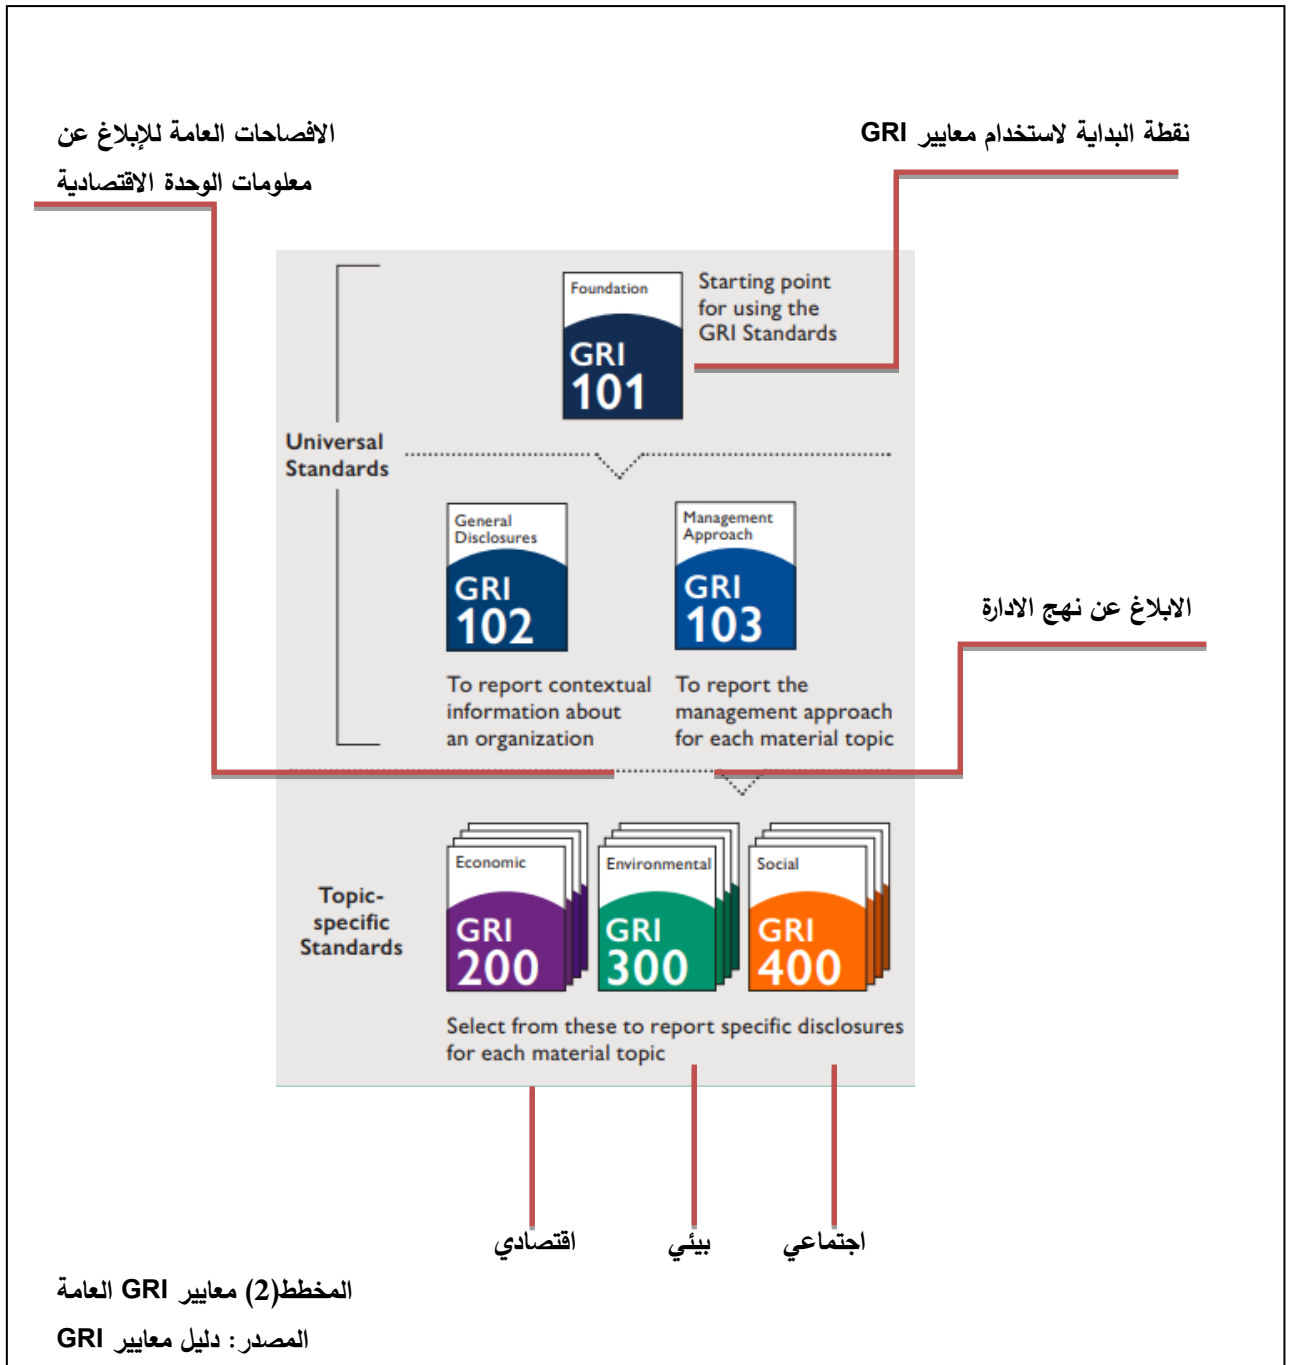 نقطة البداية لاستخدام معايير GRI
الافصاحات العامة للإبلاغ عن
معلومات الوحدة الاقتصادية
Foundation
GRI
101
Starting point
for using the
GRI Standards
Universal
Standards
General
Disclosures
GRI
102
To report contextual
information about
an organization
Management
Approach
GRI
103
To report the
management approach
for each material topic
الابلاغ عن نهج الادارة
Topic-
specific
Standards
Economic
GRI
200
Environmental
GRI
300
Social
GRI
400
Select from these to report specific disclosures
for each material topic
اجتماعي
بيئي
اقتصادي
المخطط(2) معايير GRI العامة
المصدر: دليل معايير GRI